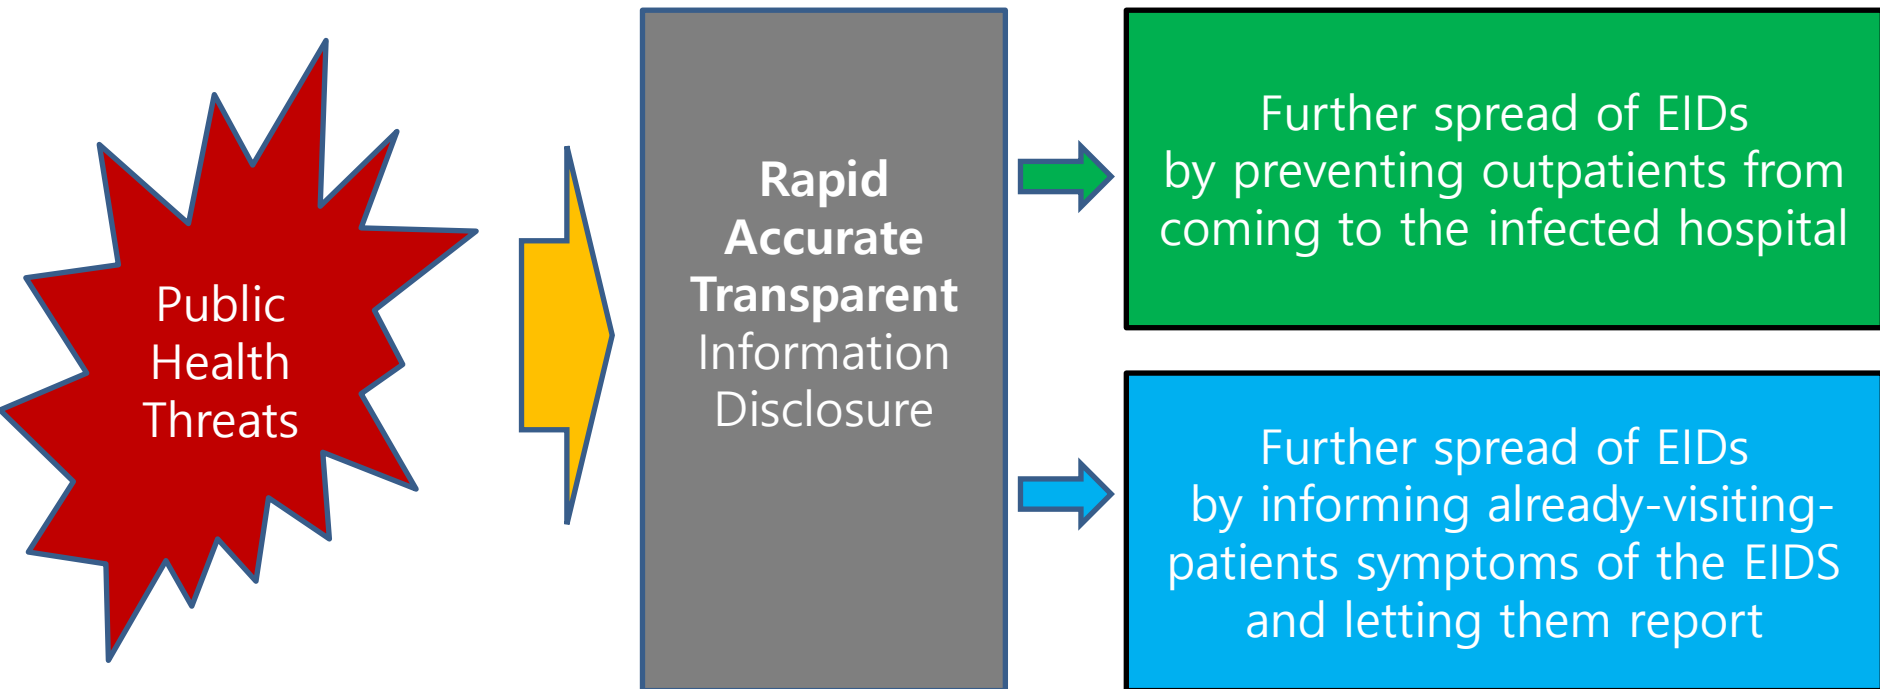 Public
Health
Threats
Rapid
Accurate
Transparent
Information
Disclosure
Further spread of EIDs
by preventing outpatients from
coming to the infected hospital
Further spread of EIDs
by informing already-visiting-
patients symptoms of the EIDS
and letting them report